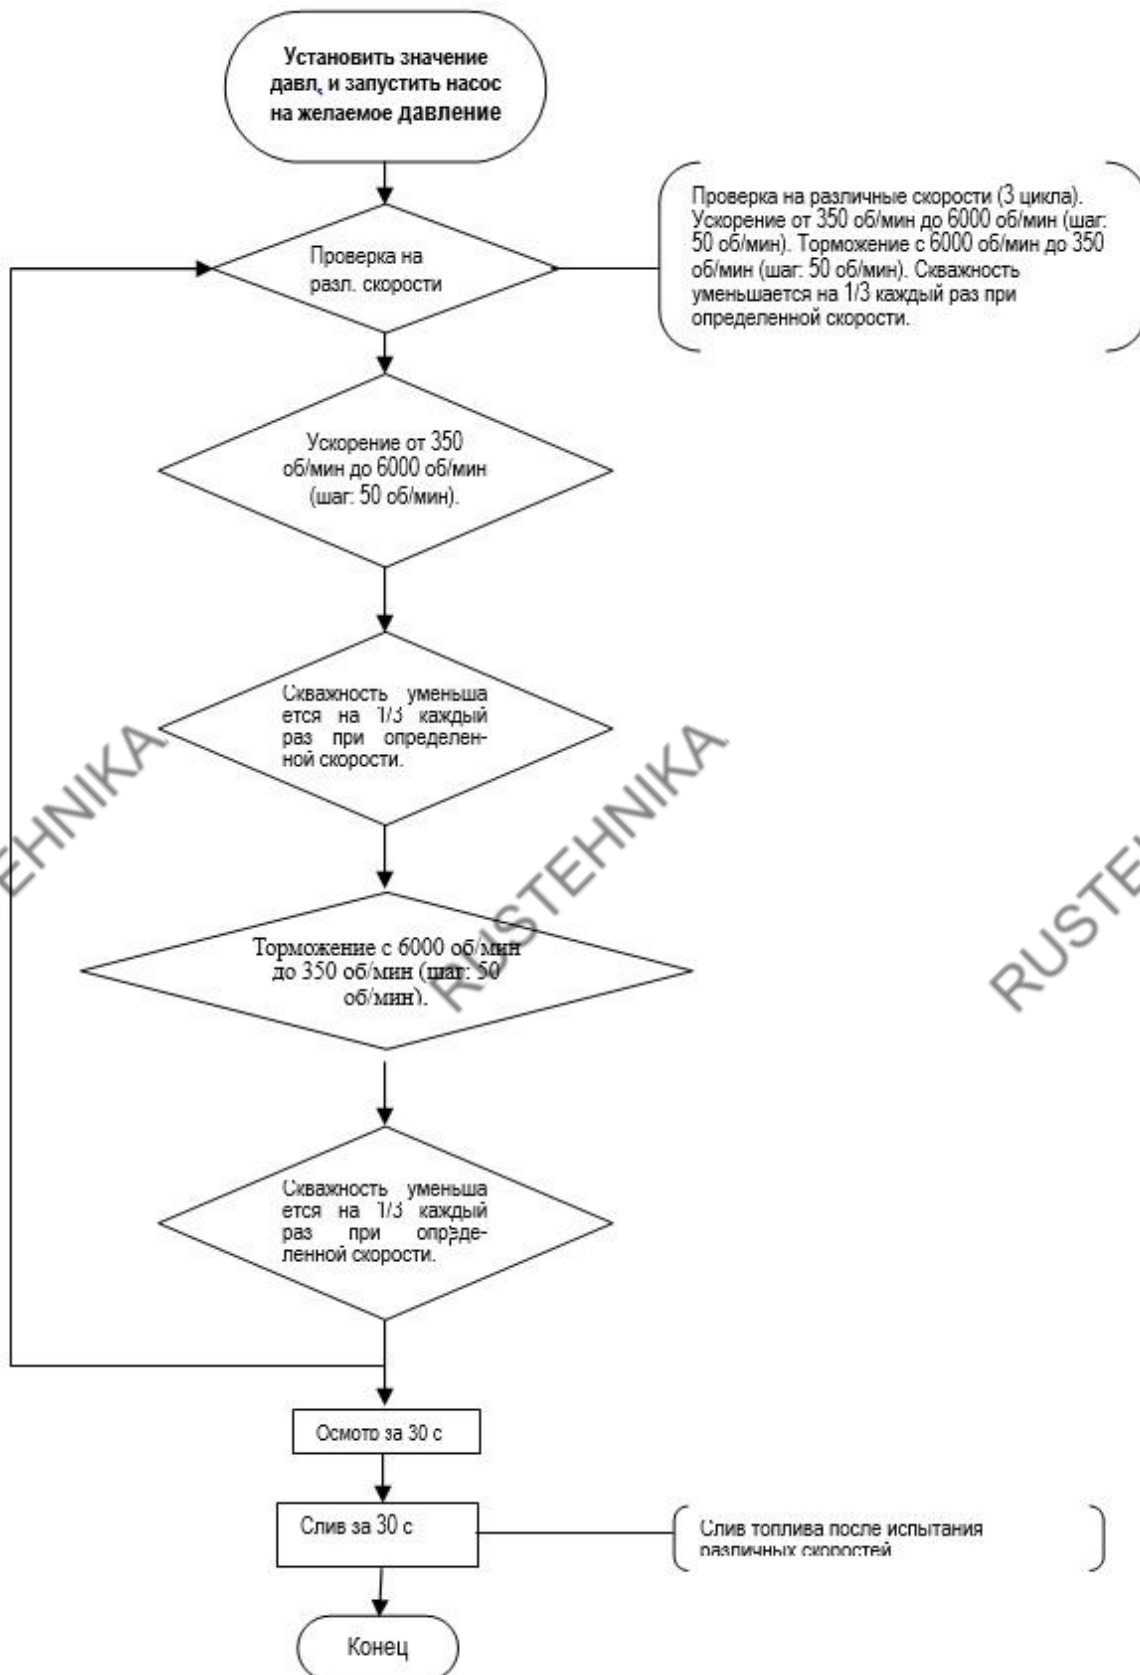 Установить значение
давл, и запустить насос
на желаемое давление
Проверка на
разл. скорости
Проверка на различные скорости (3 цикла).
Ускорение от 350 об/мин до 6000 об/мин (шаг:
50 об/мин). Торможение с 6000 об/мин до 350
об/мин (шаг: 50 об/мин). Скважность
уменьшается на 1/3 каждый раз при
определенной скорости.
Ускорение от 350
об/мин до 6000 об/мин
(шаг: 50 об/мин).
Скважность уменьша
ется на 1/3 каждый
раз при определен-
ной скорости.
TEHNIKA
RUSTEHNIKA
RUSTEH
Торможение с 6000 об/мин
до 350 об/мин (шаг: 50
об/мин).
Скважность уменьша
ется на 1/3 каждый
раз при опреде-
ленной скорости.
Осмотр за 30 с
Слив за 30 с
Слив топлива после испытания
различных скоростей
Конец